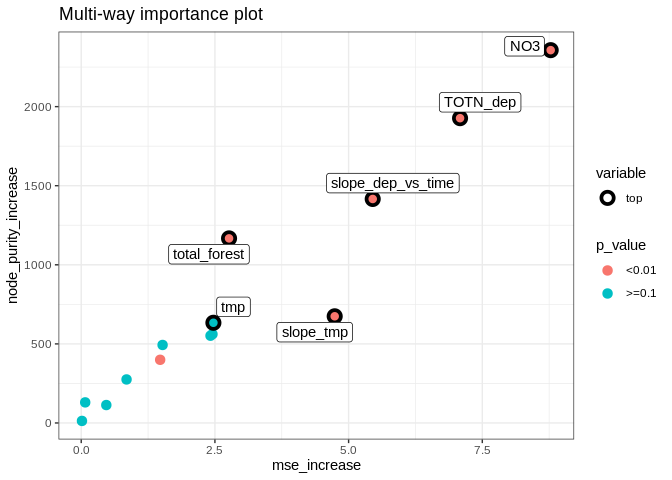 Multi-way importance plot
NO3
TOTN_dep
slope_dep_vs_time
total_forest
tmp
slope_tmp
node_purity_increase
2000
1500
1000
500
0
0.0
2.5
5.0
7.5
mse_increase
variable
top
p_value
<0.01
>=0.1